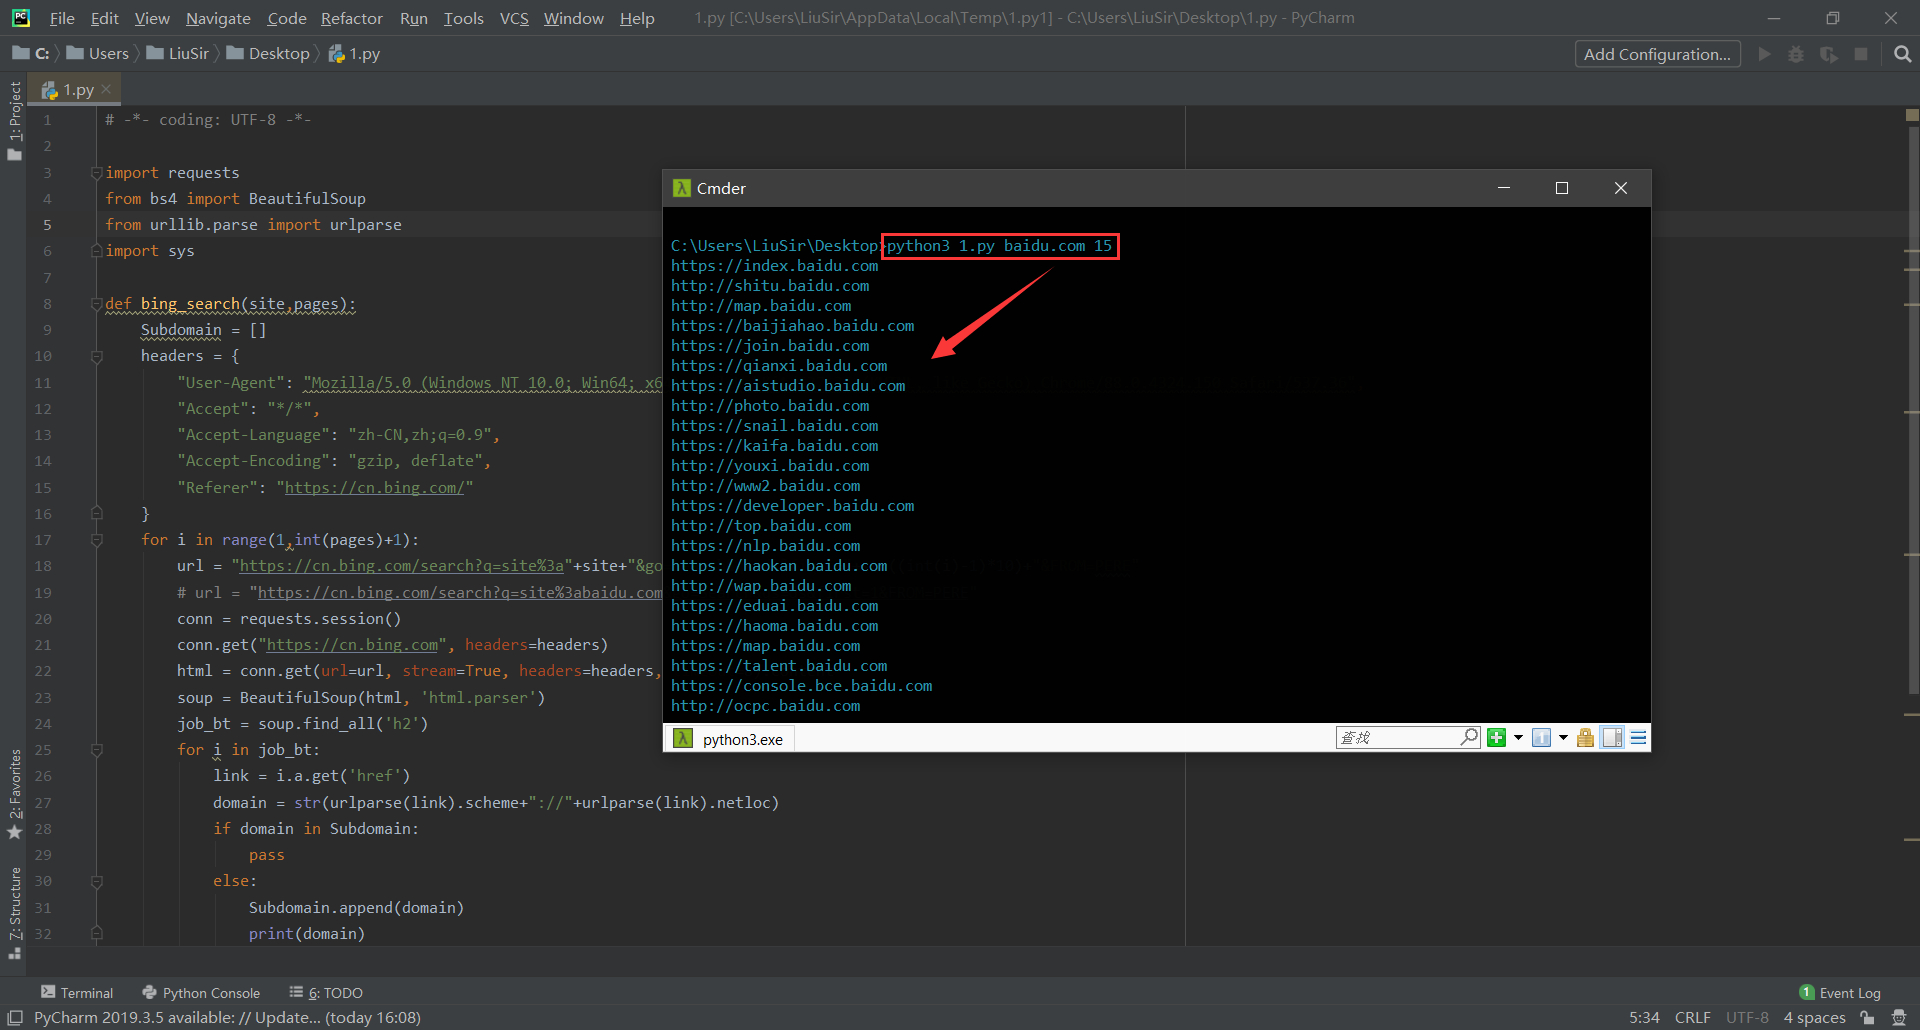 File Edit View Navigate Code Refactor Run Tools VCS Window Help 1.py [C:\Users\LiuSir\AppData\Local\Temp\1.py1] - C:\Users\LiuSir\Desktop\1.py - PyCharm
C: Users LiuSir Desktop 1.py Add Configuration...
1: Project
1.py
1 # -*- coding: UTF-8 -*-
2
3 import requests
4 from bs4 import BeautifulSoup
5 from urllib.parse import urlparse
6 import sys
7
8 def bing_search(site,pages):
9 Subdomain = []
10 headers = {
11 "User-Agent": "Mozilla/5.0 (Windows NT 10.0; Win64; x6
12 "Accept": "*/*",
13 "Accept-Language": "zh-CN,zh;q=0.9",
14 "Accept-Encoding": "gzip, deflate",
15 "Referer": "https://cn.bing.com/"
16 }
17 for i in range(1,int(pages)+1):
18 url = "https://cn.bing.com/search?q=site%3a"+site+"&go
19 # url = "https://cn.bing.com/search?q=site%3abaidu.com
20 conn = requests.session()
21 conn.get("https://cn.bing.com", headers=headers)
22 html = conn.get(url=url, stream=True, headers=headers,
23 soup = BeautifulSoup(html, 'html.parser')
24 job_bt = soup.find_all('h2')
25 for i in job_bt:
26 link = i.a.get('href')
27 domain = str(urlparse(link).scheme+"://"+urlparse(link).netloc)
28 if domain in Subdomain:
29 pass
30 else:
31 Subdomain.append(domain)
32 print(domain)
2: Favorites
7: Structure
Cmder
C:\Users\LiuSir\Desktop>python3 1.py baidu.com 15
https://index.baidu.com
http://shitu.baidu.com
http://map.baidu.com
https://baijiahao.baidu.com
https://join.baidu.com
https://qianxi.baidu.com
https://aistudio.baidu.com
http://photo.baidu.com
https://snail.baidu.com
https://kaifa.baidu.com
http://youxi.baidu.com
http://www2.baidu.com
https://developer.baidu.com
http://top.baidu.com
https://nlp.baidu.com
https://haokan.baidu.com
http://wap.baidu.com
https://eduai.baidu.com
https://haoma.baidu.com
https://map.baidu.com
https://talent.baidu.com
https://console.bce.baidu.com
http://ocpc.baidu.com
python3.exe 查找
Terminal Python Console 6: TODO 1 Event Log
PyCharm 2019.3.5 available: // Update... (today 16:08) 5:34 CRLF UTF-8 4 spaces